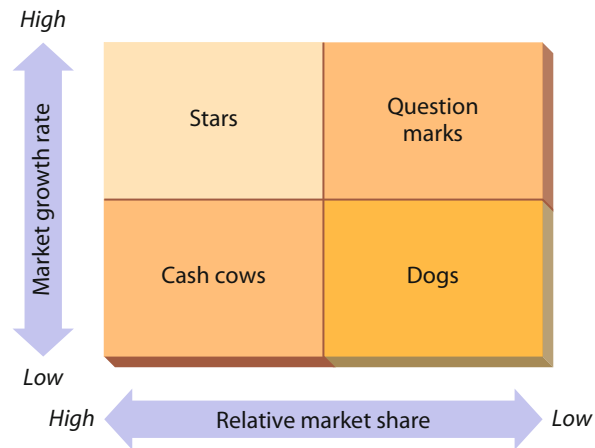 High
Market growth rate
Stars
Question
marks
Cash cows
Dogs
Low
High
Relative market share
Low